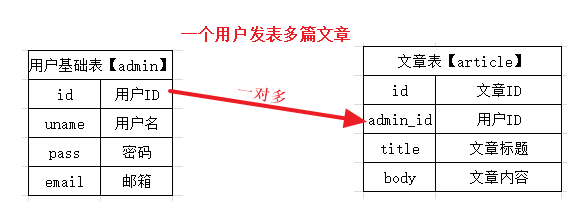 一个用户发表多篇文章
用户基础表【admin】
id 用户ID
uname 用户名
pass 密码
email 邮箱
一对多
文章表【article】
id 文章ID
admin_id 用户ID
title 文章标题
body 文章内容